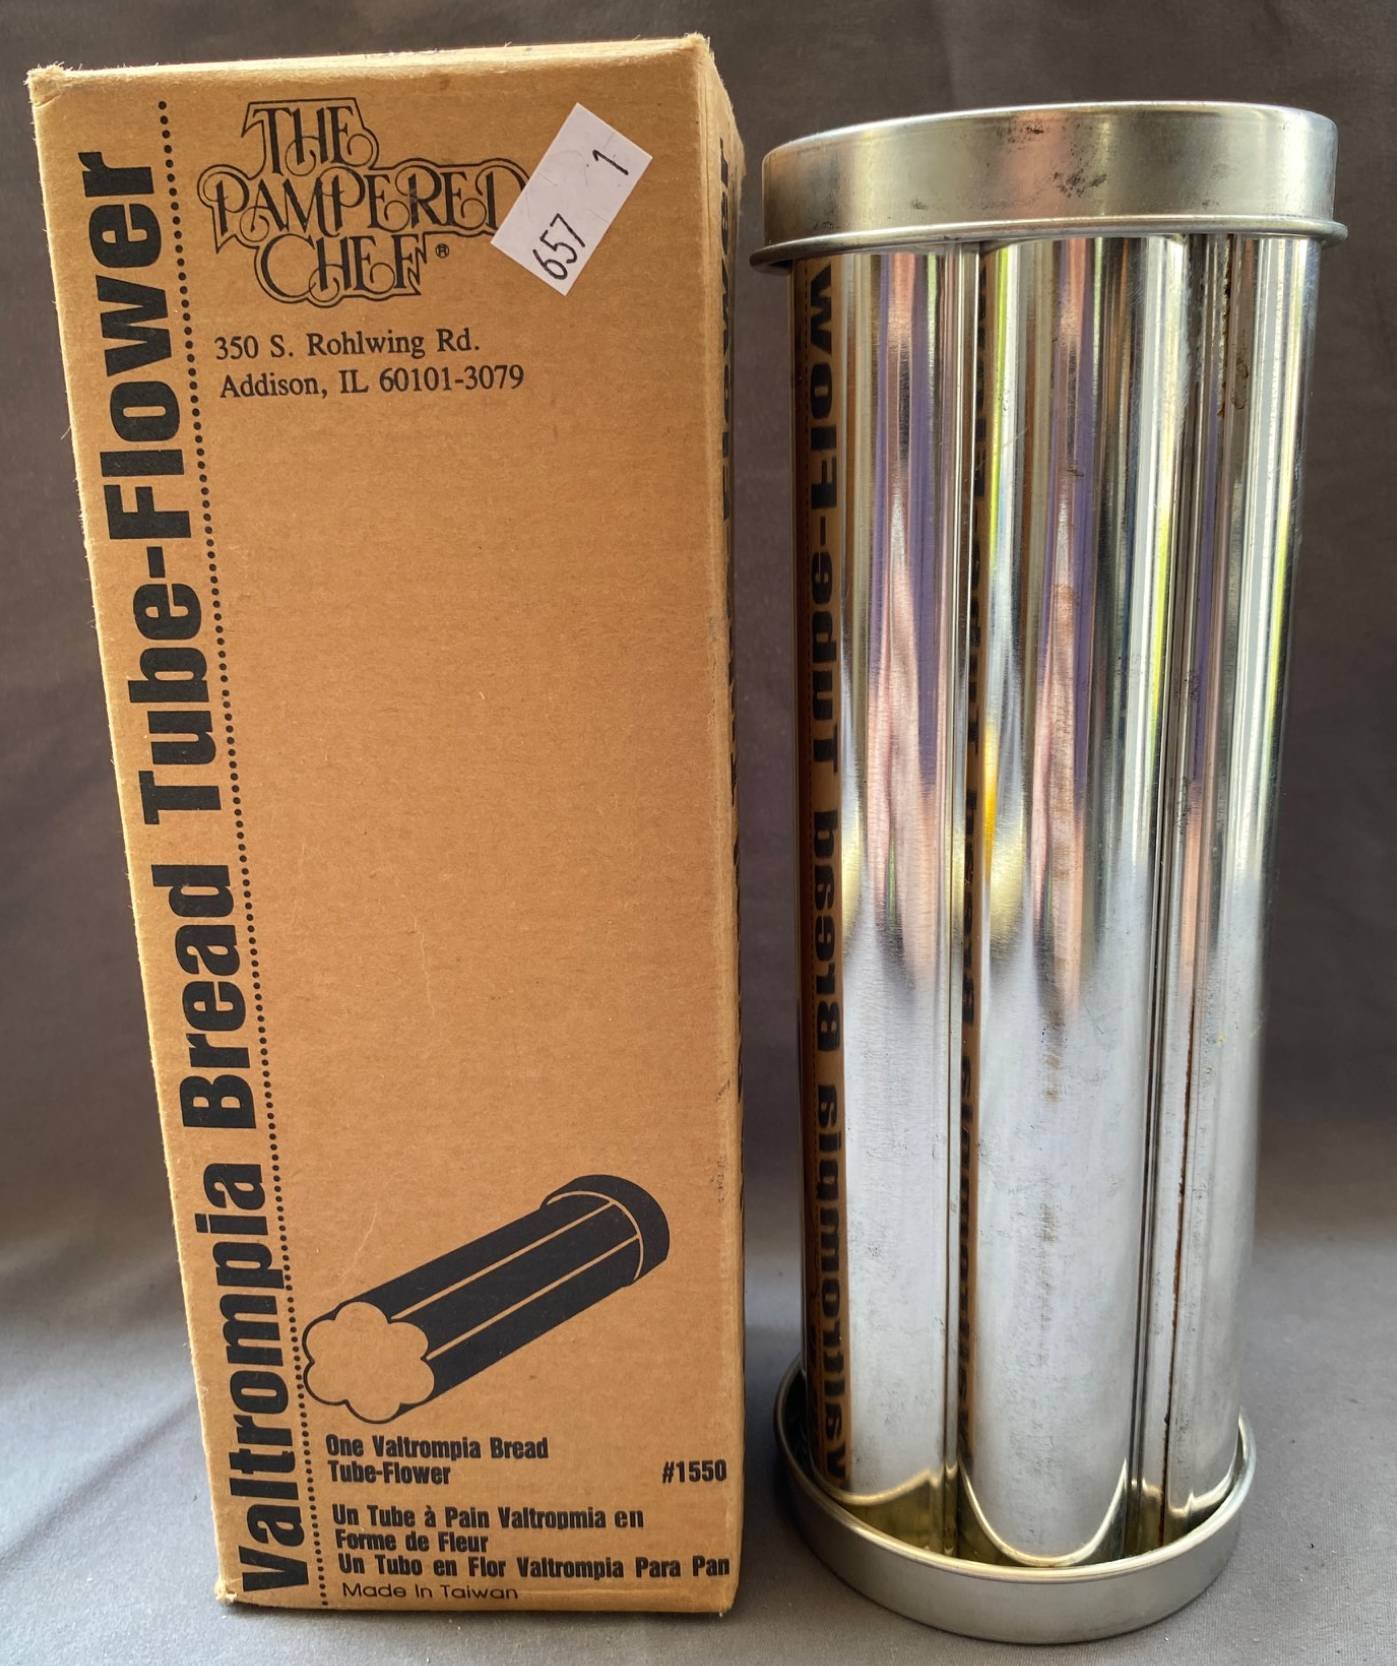 THE
PAMPERED
CHEF®
657 1
350 S. Rohlwing Rd.
Addison, IL 60101-3079
Valtrompia Bread Tube-Flower
One Valtrompia Bread
Tube-Flower
#1550
Un Tube à Pain Valtropmia en
Forme de Fleur
Un Tubo en Flor Valtrompia Para Pan
Made In Taiwan